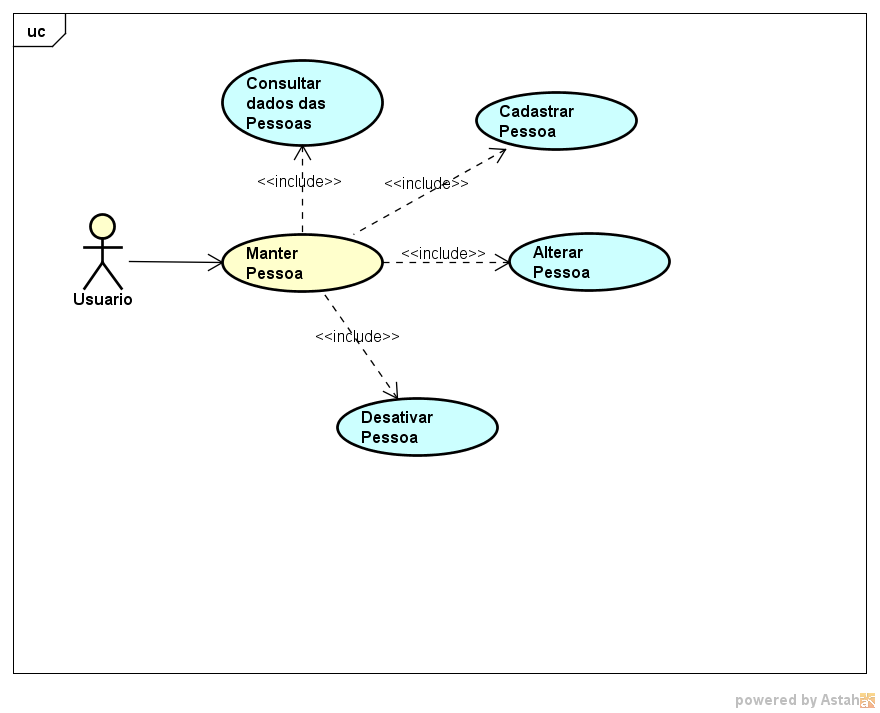 uc
Consultar
dados das
Pessoas
Cadastrar
Pessoa
<<include>>
<<include>>
Manter
Pessoa
<<include>>
Alterar
Pessoa
Usuario
<<include>>
Desativar
Pessoa
powered by Astah